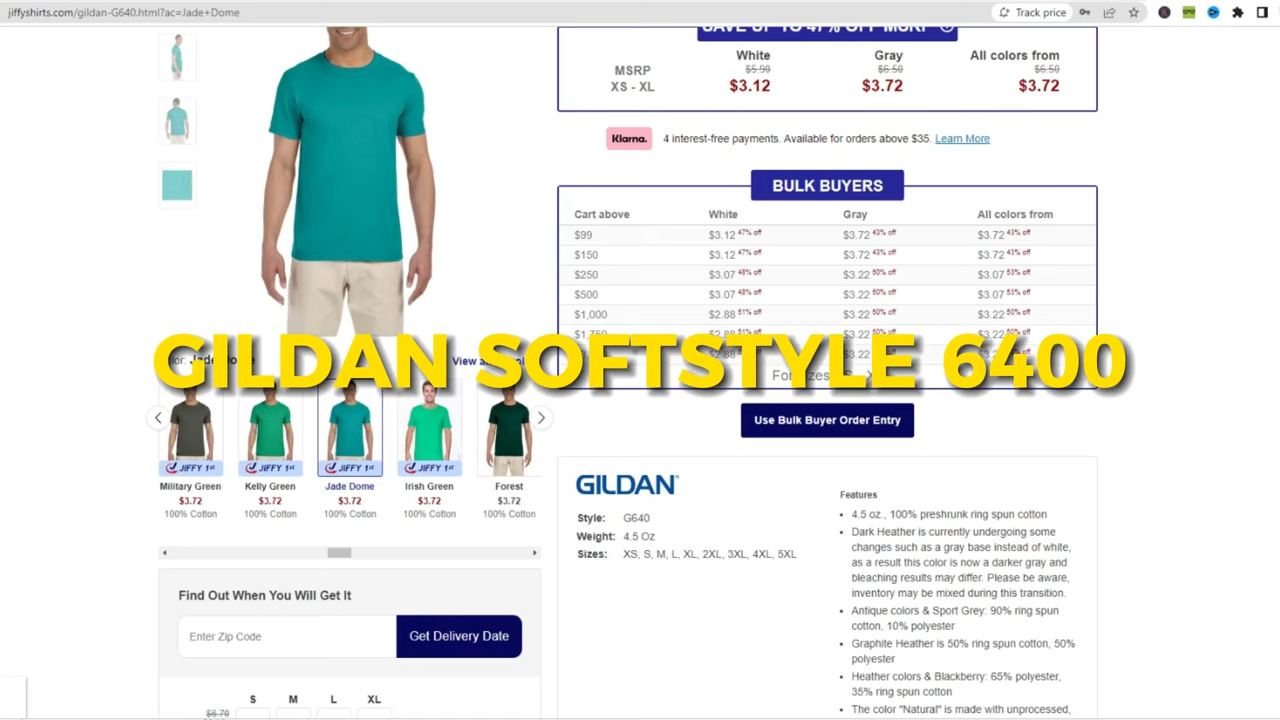 jiffyshirts.com/gildan-G640.html?ac=Jade+Dome
Track price
SAVE UP TO 47% OFF MSRP
White Gray All colors from
MSRP $5.90 $6.50 $6.50
XS - XL $3.12 $3.72 $3.72
Klarna. 4 interest-free payments. Available for orders above $35. Learn More
BULK BUYERS
Cart above White Gray All colors from
$99 $3.12 47% off $3.72 43% off $3.72 43% off
$150 $3.12 47% off $3.72 43% off $3.72 43% off
$250 $3.07 48% off $3.22 50% off $3.07 53% off
$500 $3.07 48% off $3.22 50% off $3.07 53% off
$1,000 $2.88 51% off $3.22 50% off $3.22 50% off
GILDAN SOFTSTYLE 6400
Use Bulk Buyer Order Entry
JIFFY 1st JIFFY 1st JIFFY 1st JIFFY 1st
Military Green Kelly Green Jade Dome Irish Green Forest
$3.72 $3.72 $3.72 $3.72 $3.72
100% Cotton 100% Cotton 100% Cotton 100% Cotton 100% Cotton
Find Out When You Will Get It
Enter Zip Code Get Delivery Date
S M L XL
$6.70
GILDAN
Style: G640
Weight: 4.5 Oz
Sizes: XS, S, M, L, XL, 2XL, 3XL, 4XL, 5XL
Features
4.5 oz., 100% preshrunk ring spun cotton
Dark Heather is currently undergoing some
changes such as a gray base instead of white,
as a result this color is now a darker gray and
bleaching results may differ. Please be aware,
inventory may be mixed during this transition.
Antique colors & Sport Grey: 90% ring spun
cotton, 10% polyester
Graphite Heather is 50% ring spun cotton, 50%
polyester
Heather colors & Blackberry: 65% polyester,
35% ring spun cotton
The color "Natural" is made with unprocessed,